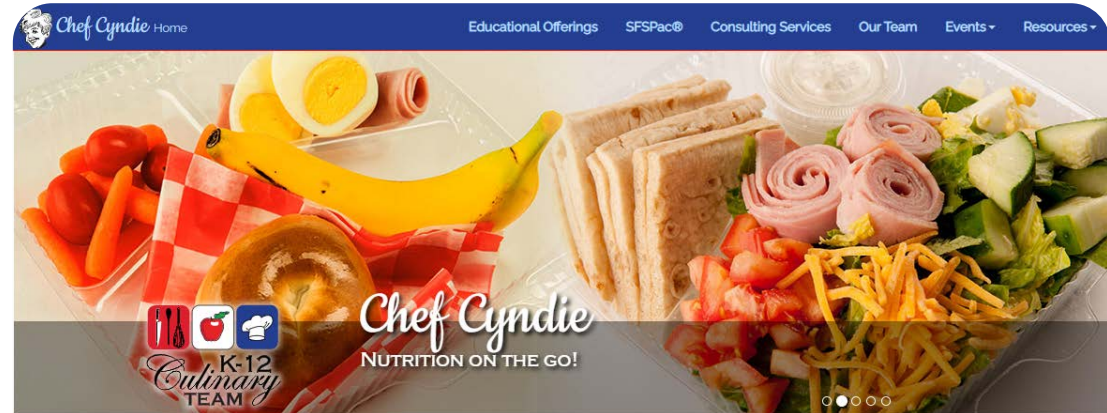 Chef Cyndie Home Educational Offerings SFSPac® Consulting Services Our Team Events Resources
Chef Cyndie
NUTRITION ON THE GO!
K-12
Culinary
TEAM